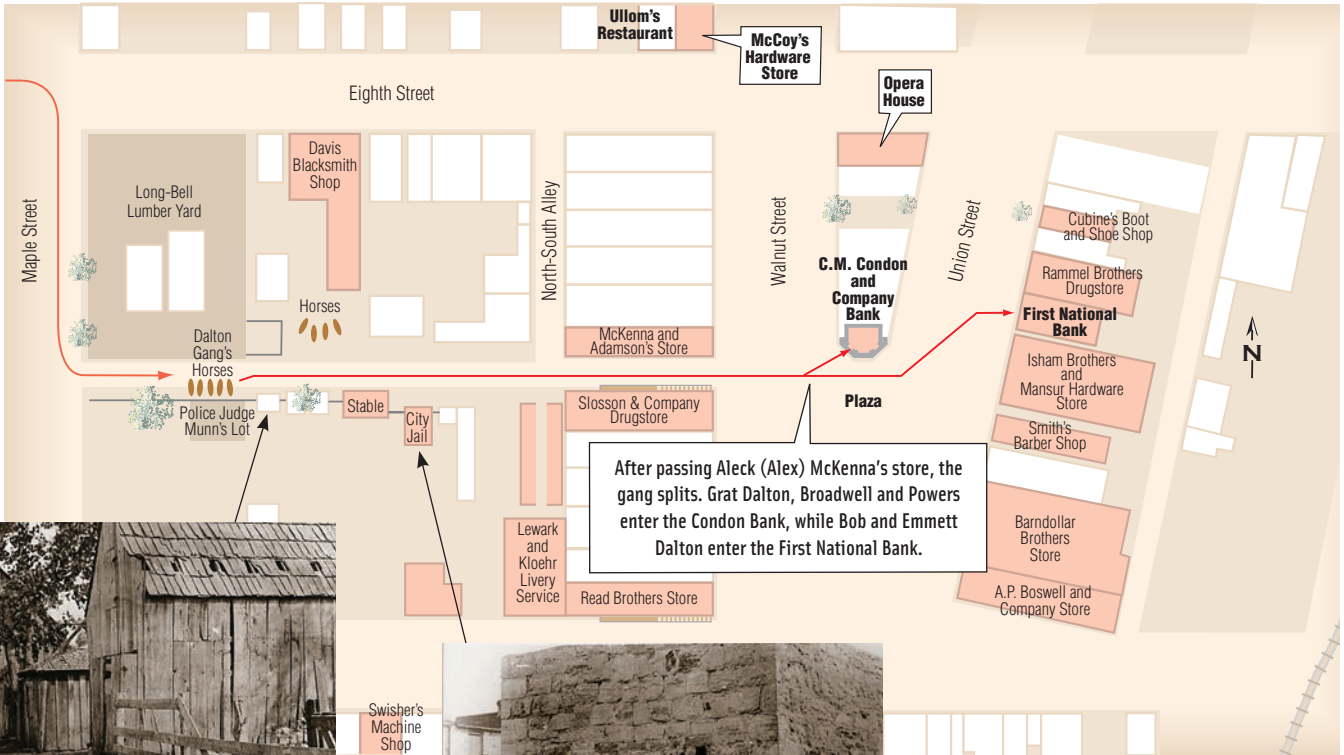 Ullom's
Restaurant
McCoy's
Hardware
Store
Eighth Street
Opera
House
Maple Street
Long-Bell
Lumber Yard
Davis
Blacksmith
Shop
North-South Alley
Walnut Street
Union Street
Cubine's Boot
and Shoe Shop
C.M. Condon
and
Company
Bank
Rammel Brothers
Drugstore
Horses
First National
Bank
McKenna and
Adamson's Store
Dalton
Gang's
Horses
Isham Brothers
and
Mansur Hardware
Store
N
Police Judge
Munn's Lot
Stable
City
Jail
Slosson & Company
Drugstore
Plaza
Smith's
Barber Shop
After passing Aleck (Alex) McKenna's store, the
gang splits. Grat Dalton, Broadwell and Powers
enter the Condon Bank, while Bob and Emmett
Dalton enter the First National Bank.
Lewark
and
Kloehr
Livery
Service
Barndollar
Brothers
Store
Read Brothers Store
A.P. Boswell and
Company Store
Swisher's
Machine
Shop